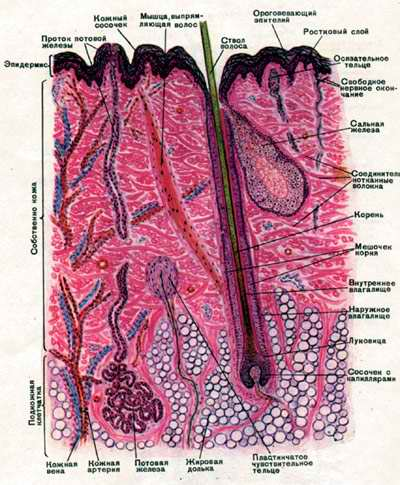 Кожный
сосочек
Мышца, выпрям-
ляющая волос
Ствол
волоса
Ороговевающий
эпителий
Ростковый слой
Проток потовой
железы
Эпидермис
Осязательное
тельце
Свободное
нервное окон-
чание
Сальная
железа
Соединитель
нотканные
волокна
Собственно кожа
Корень
Мешочек
корня
Внутреннее
влагалище
Наружное
влагалище
Луковица
Сосочек с
капиллярами
Подкожная
клетчатка
Кожная
вена
Кожная
артерия
Потовая
железа
Жировая
долька
Пластинчатое
чувствительное
тельце